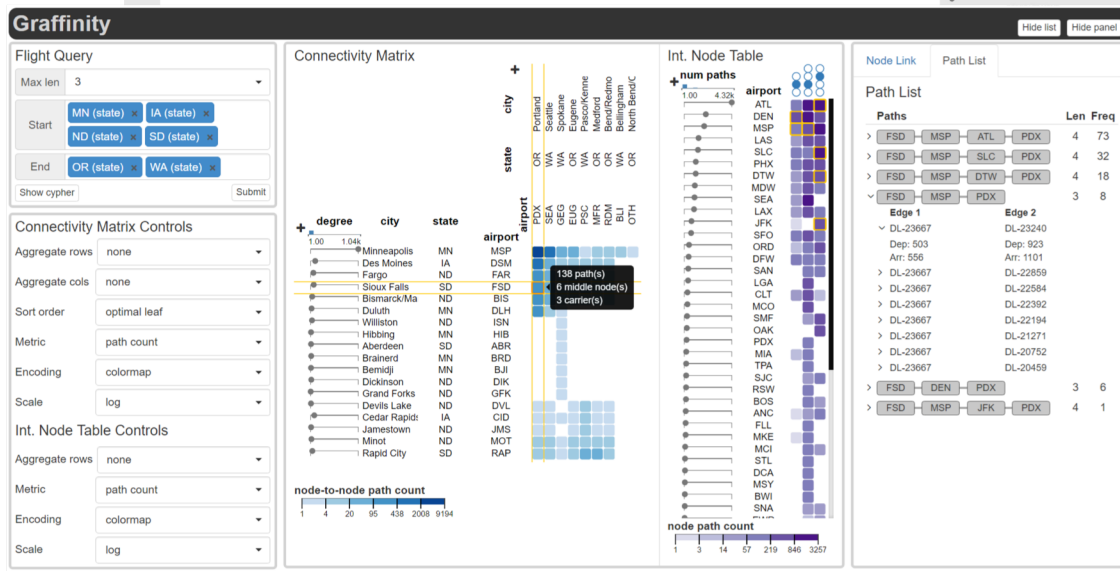 Graffinity
Hide list Hide panel
Flight Query
Max len 3
Start MN (state) × IA (state) ×
ND (state) × SD (state) ×
End OR (state) × WA (state) ×
Show cypher Submit
Connectivity Matrix Controls
Aggregate rows none
Aggregate cols none
Sort order optimal leaf
Metric path count
Encoding colormap
Scale log
Int. Node Table Controls
Aggregate rows none
Metric path count
Encoding colormap
Scale log
Connectivity Matrix
city Portland Seattle Spokane Eugene Pasco/Kenne Medford Bend/Redmo Bellingham North Bend/C
state OR WA WA OR WA OR OR WA OR
airport PDX SEA GEG EUG PSC MFR RDM BLI OTH
degree city state airport
1.00 1.04k
Minneapolis MN MSP
Des Moines IA DSM
Fargo ND FAR
Sioux Falls SD FSD
Bismarck/Ma ND BIS
Duluth MN DLH
Williston ND ISN
Hibbing MN HIB
Aberdeen SD ABR
Brainerd MN BRD
Bemidji MN BJI
Dickinson ND DIK
Grand Forks ND GFK
Devils Lake ND DVL
Cedar Rapids IA CID
Jamestown ND JMS
Minot ND MOT
Rapid City SD RAP
138 path(s)
6 middle node(s)
3 carrier(s)
node-to-node path count
1 4 20 95 438 2008 9194
Int. Node Table
num paths
1.00 4.32k airport
ATL
DEN
MSP
LAS
SLC
PHX
DTW
MDW
SEA
LAX
JFK
SFO
ORD
DFW
SAN
LGA
CLT
MCO
SMF
OAK
PDX
MIA
TPA
SJC
RSW
BOS
ANC
FLL
MKE
MCI
STL
DCA
MSY
BWI
SNA
node path count
1 3 14 57 219 846 3257
Node Link Path List
Path List
Paths Len Freq
FSD MSP ATL PDX 4 73
FSD MSP SLC PDX 4 32
FSD MSP DTW PDX 4 18
FSD MSP PDX 3 8
Edge 1 Edge 2
DL-23667 DL-23240
Dep: 503 Dep: 923
Arr: 556 Arr: 1101
DL-23667 DL-22859
DL-23667 DL-22584
DL-23667 DL-22392
DL-23667 DL-22194
DL-23667 DL-21271
DL-23667 DL-20752
DL-23667 DL-20459
FSD DEN PDX 3 6
FSD MSP JFK PDX 4 1